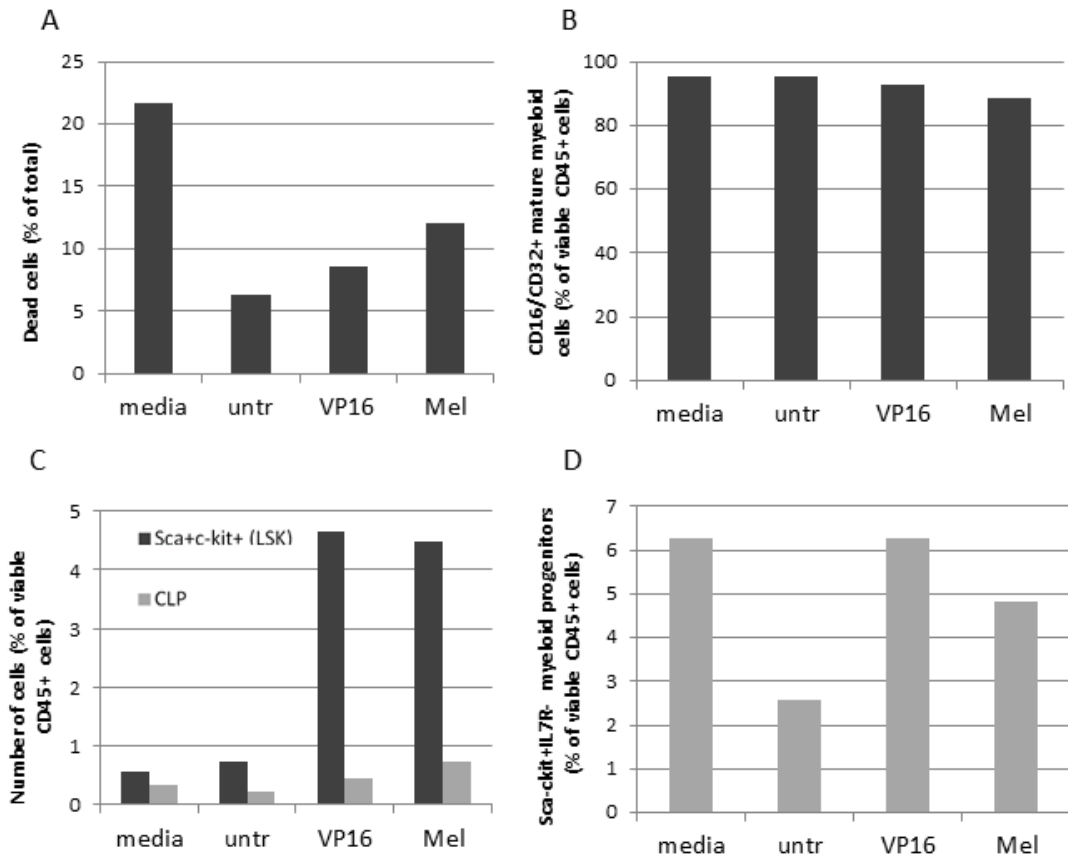 A
Dead cells (% of total)
25
20
15
10
5
0
media untr VP16 Mel
B
CD16/CD32+ mature myeloid
cells (% of viable CD45+cells)
100
80
60
40
20
0
media untr VP16 Mel
C
Number of cells (% of viable
CD45+ cells)
5
4
3
2
1
0
Sca+c-kit+ (LSK)
CLP
media untr VP16 Mel
D
Sca-ckit+IL7R- myeloid progenitors
(% of viable CD45+ cells)
7
6
5
4
3
2
1
0
media untr VP16 Mel